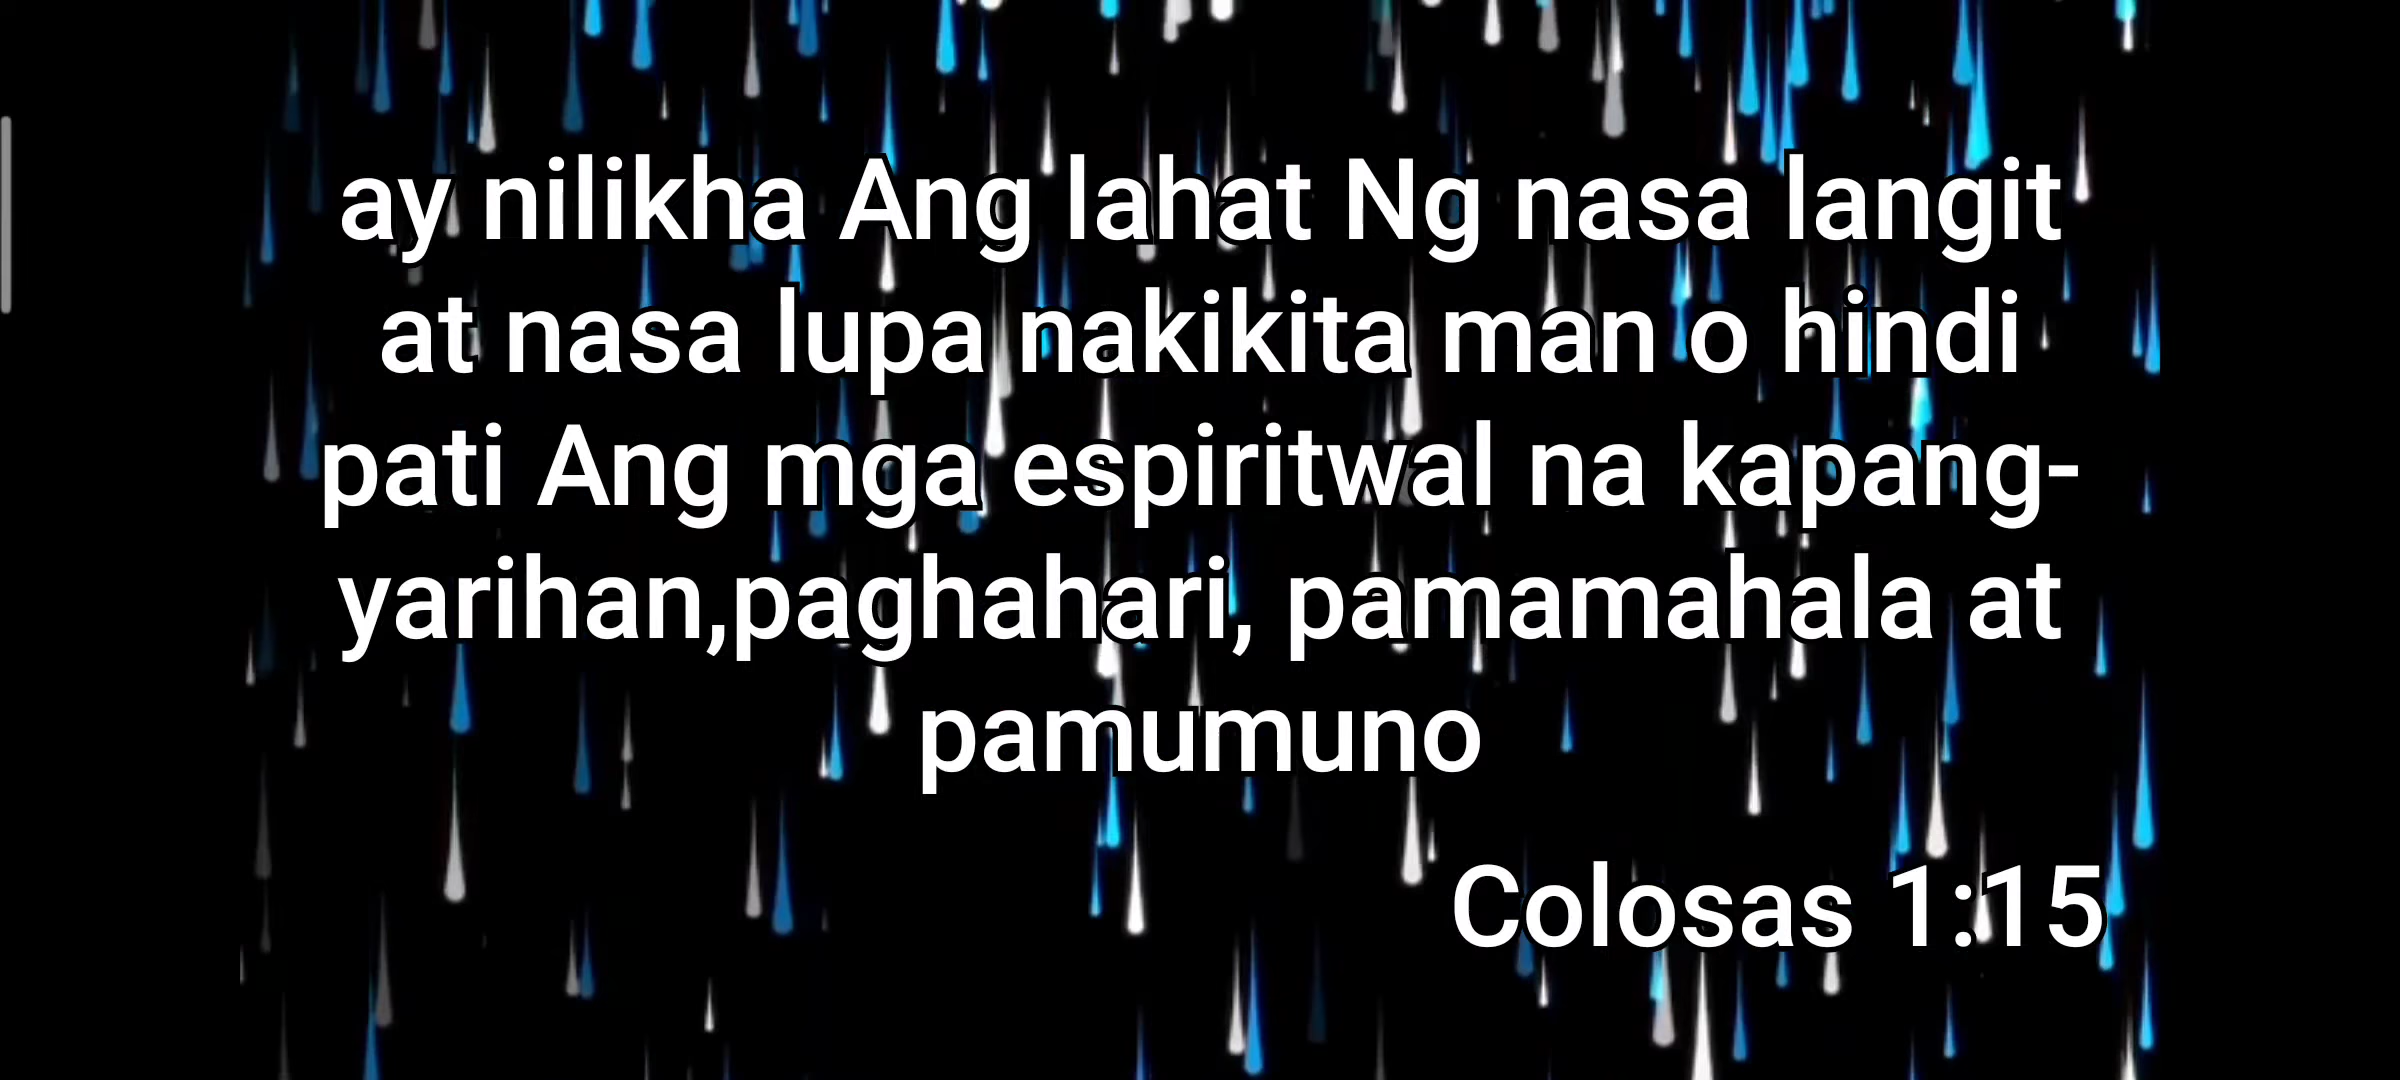 ay nilikha Ang lahat Ng nasa langit
at nasa lupa nakikita man o hindi
pati Ang mga espiritwal na kapang-
yarihan,paghahari, pamamahala at
pamumuno
Colosas 1:15